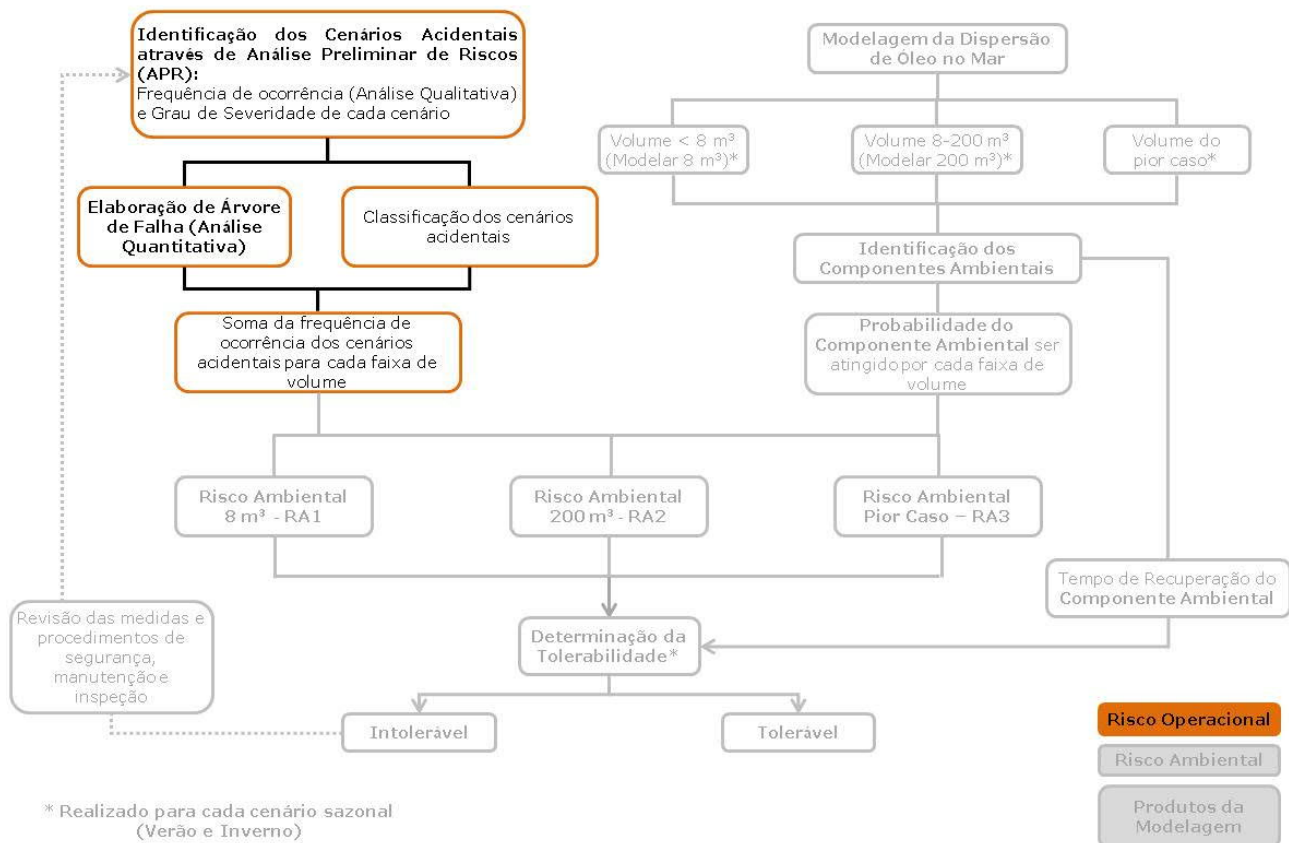 Identificação dos Cenários Acidentais
através de Análise Preliminar de Riscos
(APR):
Frequência de ocorrência (Análise Qualitativa)
e Grau de Severidade de cada cenário
Modelagem da Dispersão
de Óleo no Mar
Volume < 8 m³
(Modelar 8 m³)*
Volume 8-200 m³
(Modelar 200 m³)*
Volume do
pior caso*
Elaboração de Árvore
de Falha (Análise
Quantitativa)
Classificação dos cenários
acidentais
Identificação dos
Componentes Ambientais
Soma da frequência de
ocorrência dos cenários
acidentais para cada faixa de
volume
Probabilidade do
Componente Ambiental ser
atingido por cada faixa de
volume
Risco Ambiental
8 m³ - RA1
Risco Ambiental
200 m³ - RA2
Risco Ambiental
Pior Caso – RA3
Tempo de Recuperação do
Componente Ambiental
Revisão das medidas e
procedimentos de
segurança,
manutenção e
inspeção
Determinação da
Tolerabilidade*
Intolerável
Tolerável
Risco Operacional
Risco Ambiental
Produtos da
Modelagem
* Realizado para cada cenário sazonal
(Verão e Inverno)